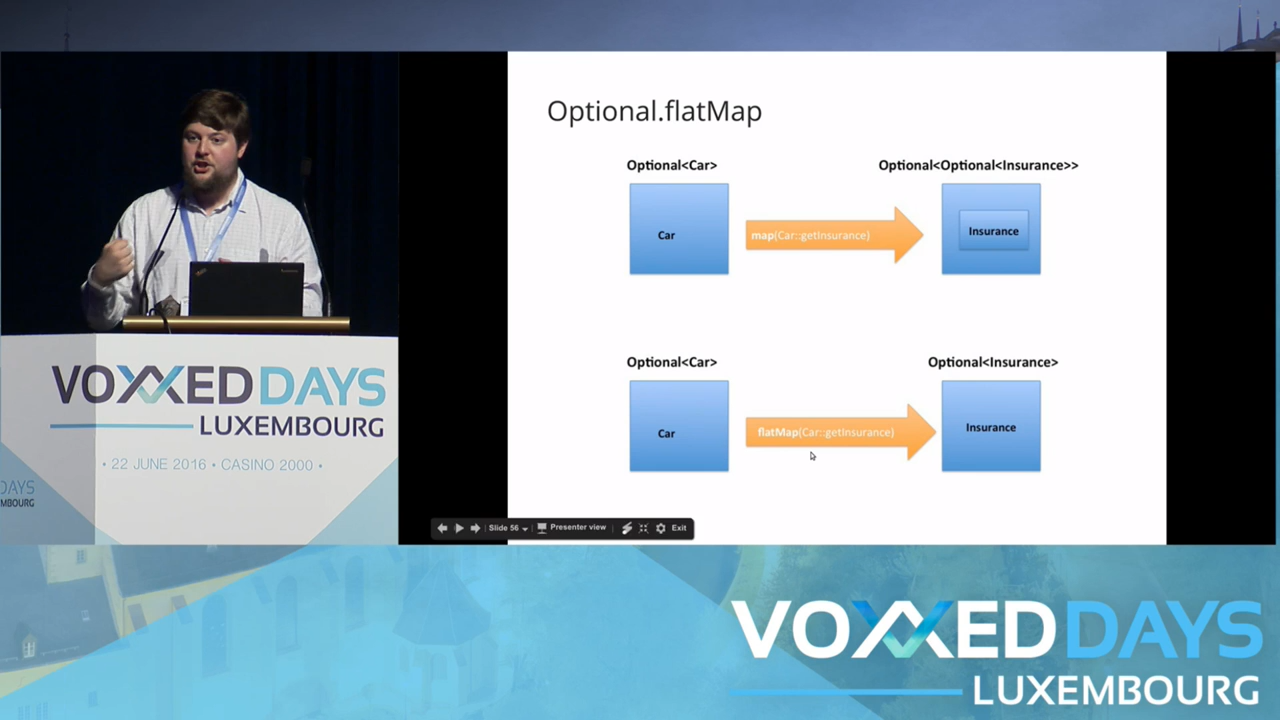 Optional.flatMap
Optional<Car>
Optional<Optional<Insurance>>
Car
map(Car::getInsurance)
Insurance
Optional<Car>
Optional<Insurance>
Car
flatMap(Car::getInsurance)
Insurance
Slide 56
Presenter view
Exit
VOXXED DAYS
LUXEMBOURG
• 22 JUNE 2016 • CASINO 2000 •
DAYS
MBOURG
VOXXED DAYS
LUXEMBOURG